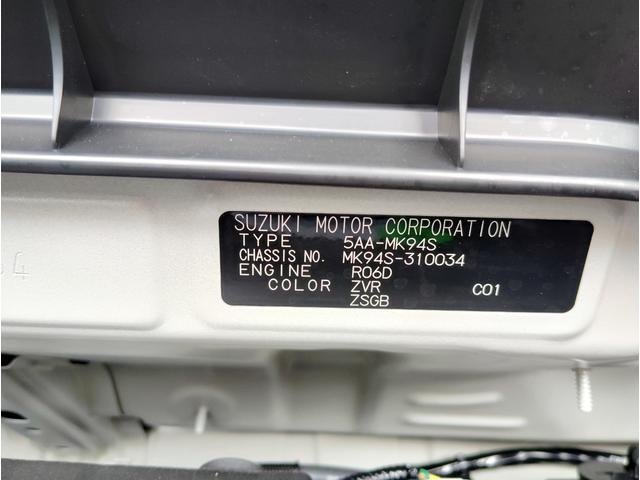 SUZUKI MOTOR CORPORATION
TYPE 5AA-MK94S
CHASSIS NO. MK94S-310034
ENGINE R06D
COLOR ZVR C01
ZSGB